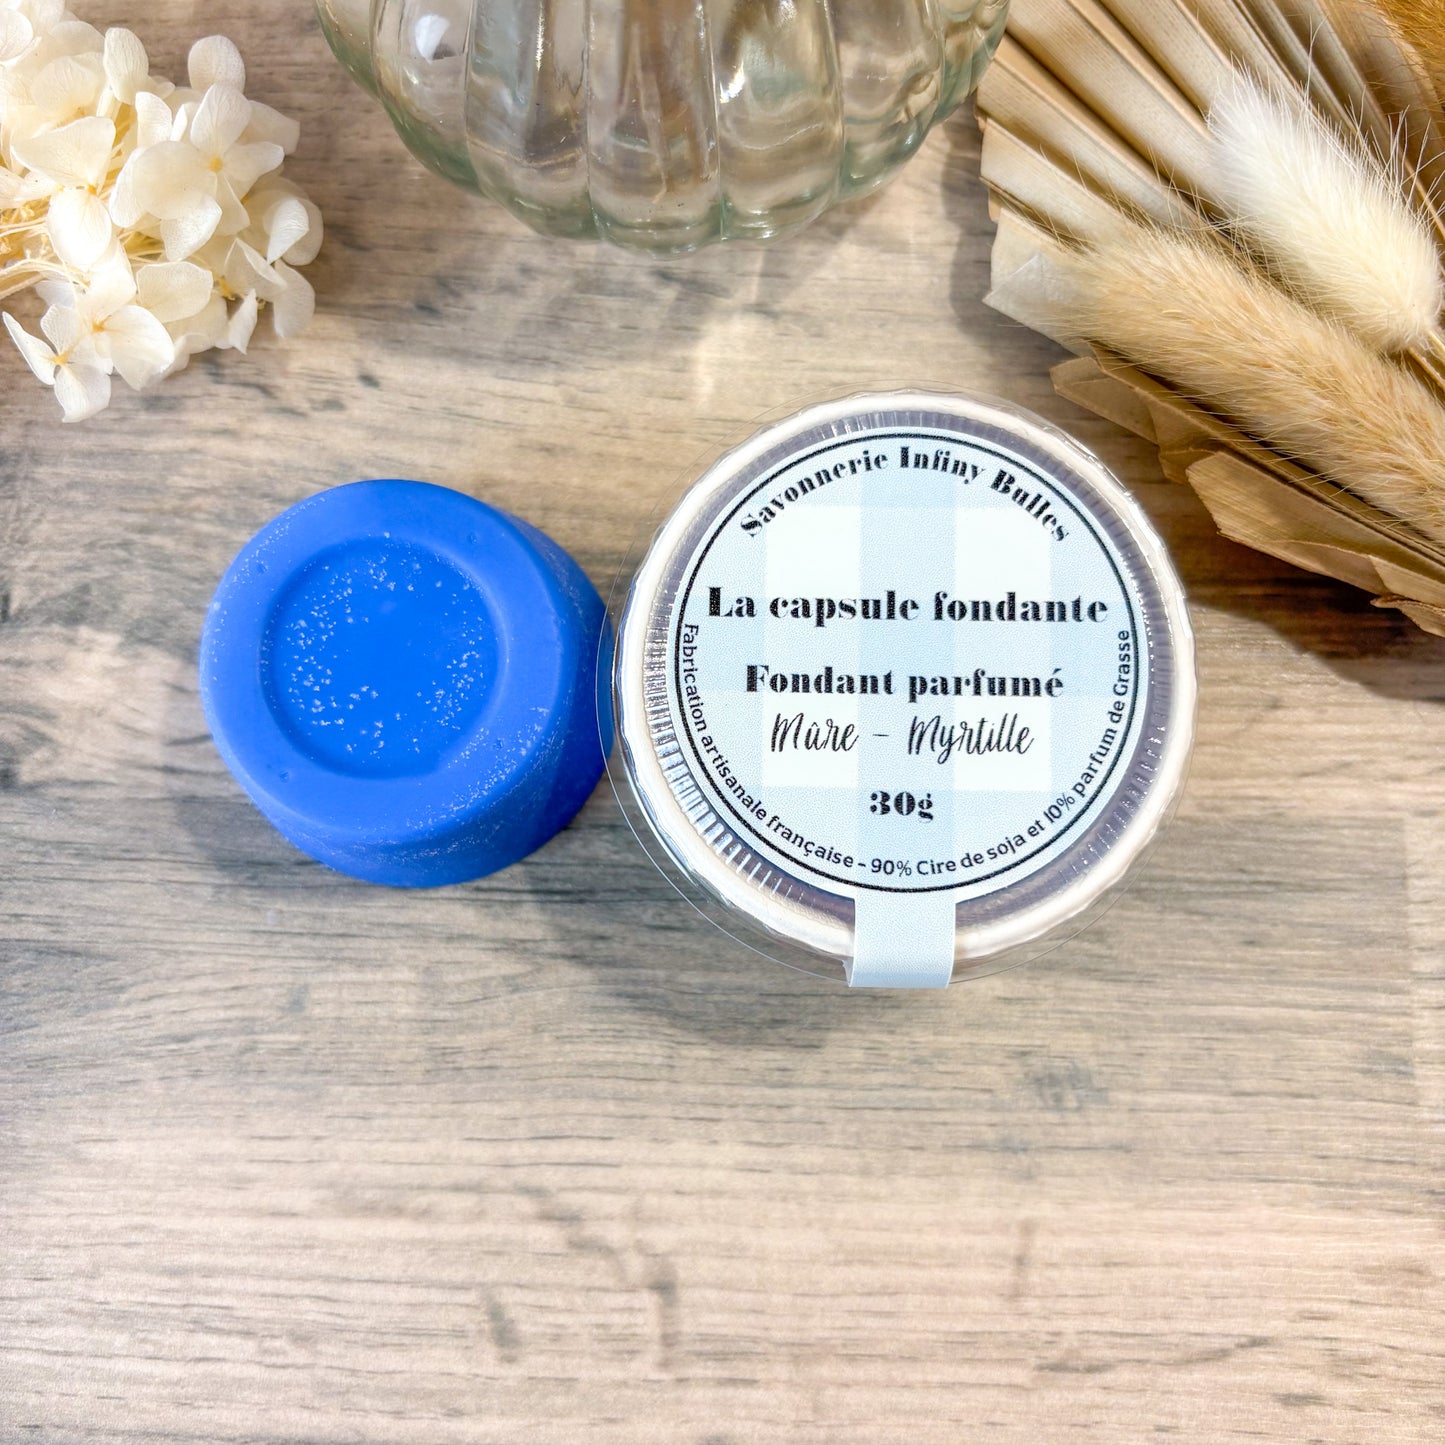 Savonnerie Infiny Bulles
La capsule fondante
Fondant parfumé
Mûre - Myrtille
30g
Fabrication artisanale française - 90% Cire de soja et 10% parfum de Grasse